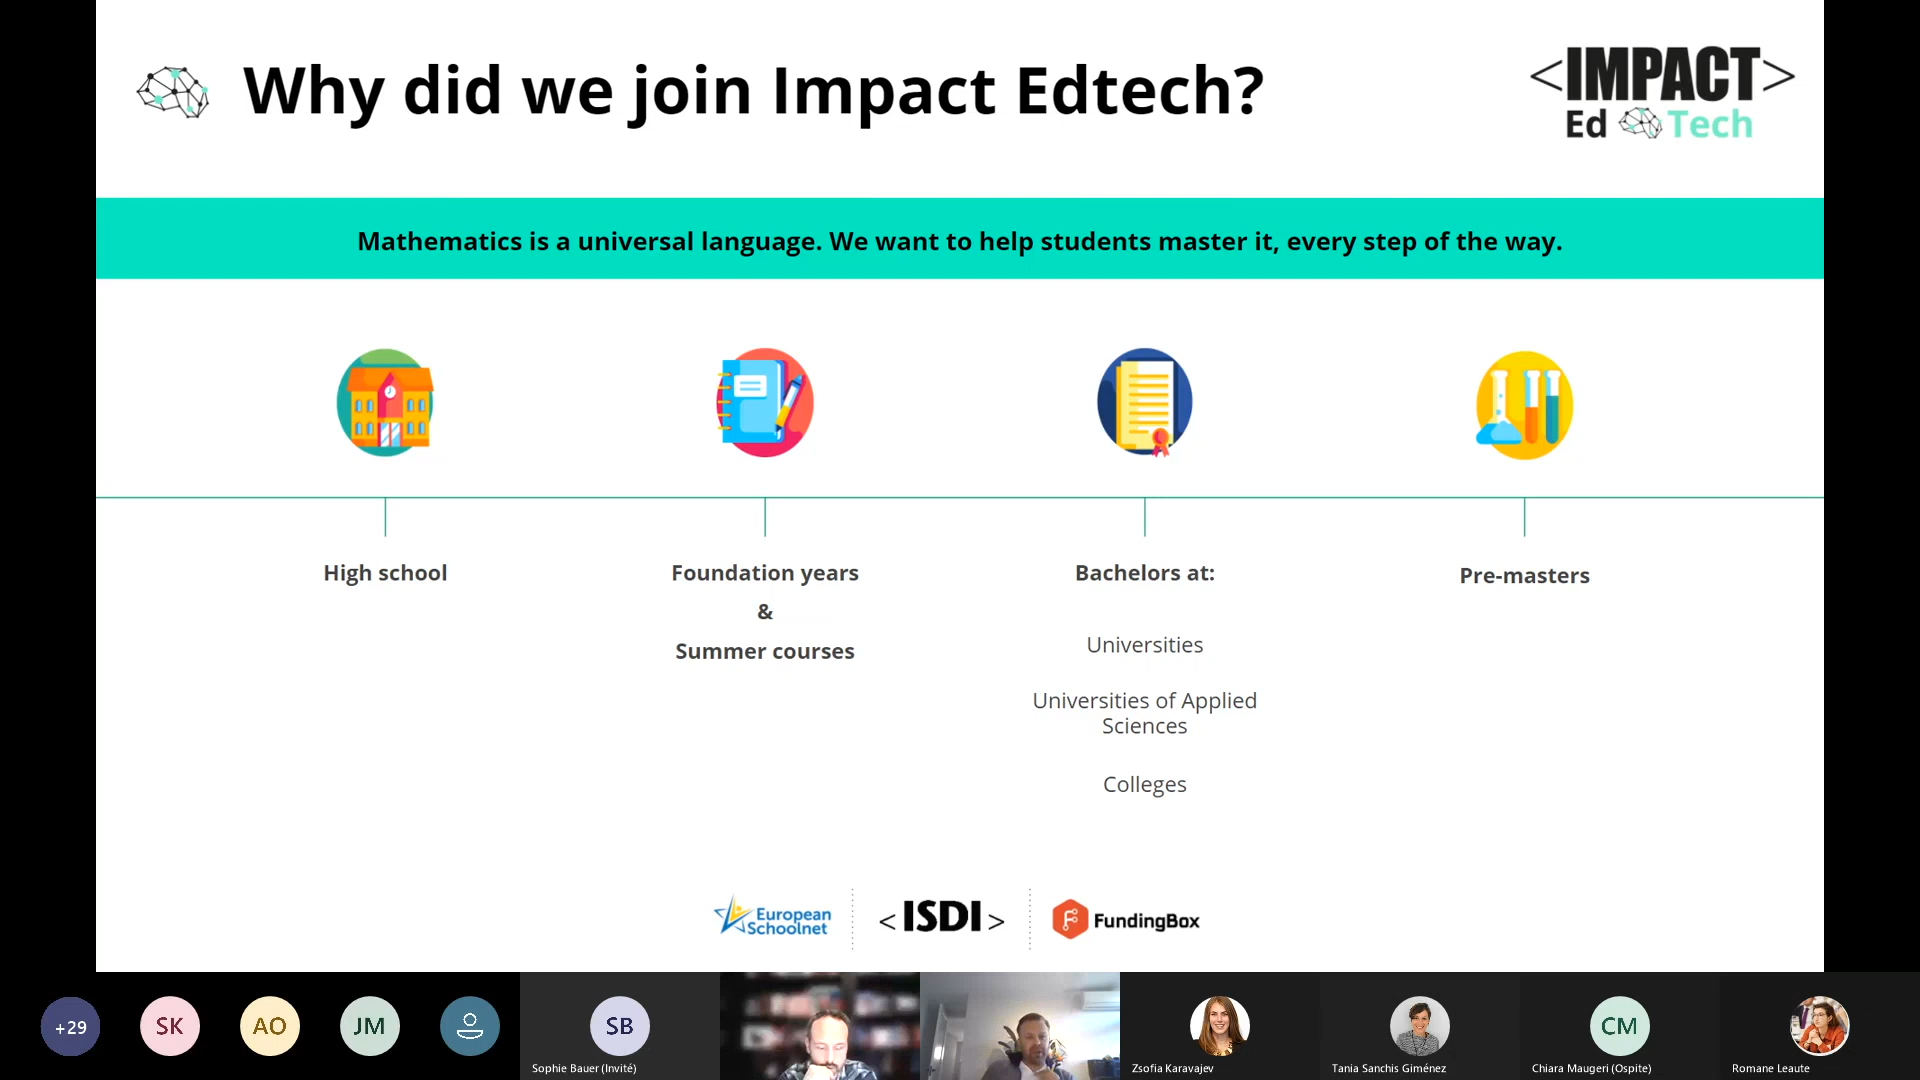 Why did we join Impact Edtech?
<IMPACT>
Ed Tech
Mathematics is a universal language. We want to help students master it, every step of the way.
High school
Foundation years
&
Summer courses
Bachelors at:
Universities
Universities of Applied
Sciences
Colleges
Pre-masters
European
Schoolnet
<ISDI>
FundingBox
+29
SK
AO
JM
SB
CM
Sophie Bauer (Invité)
Zsofia Karavajev
Tania Sanchis Giménez
Chiara Maugeri (Ospite)
Romane Leaute